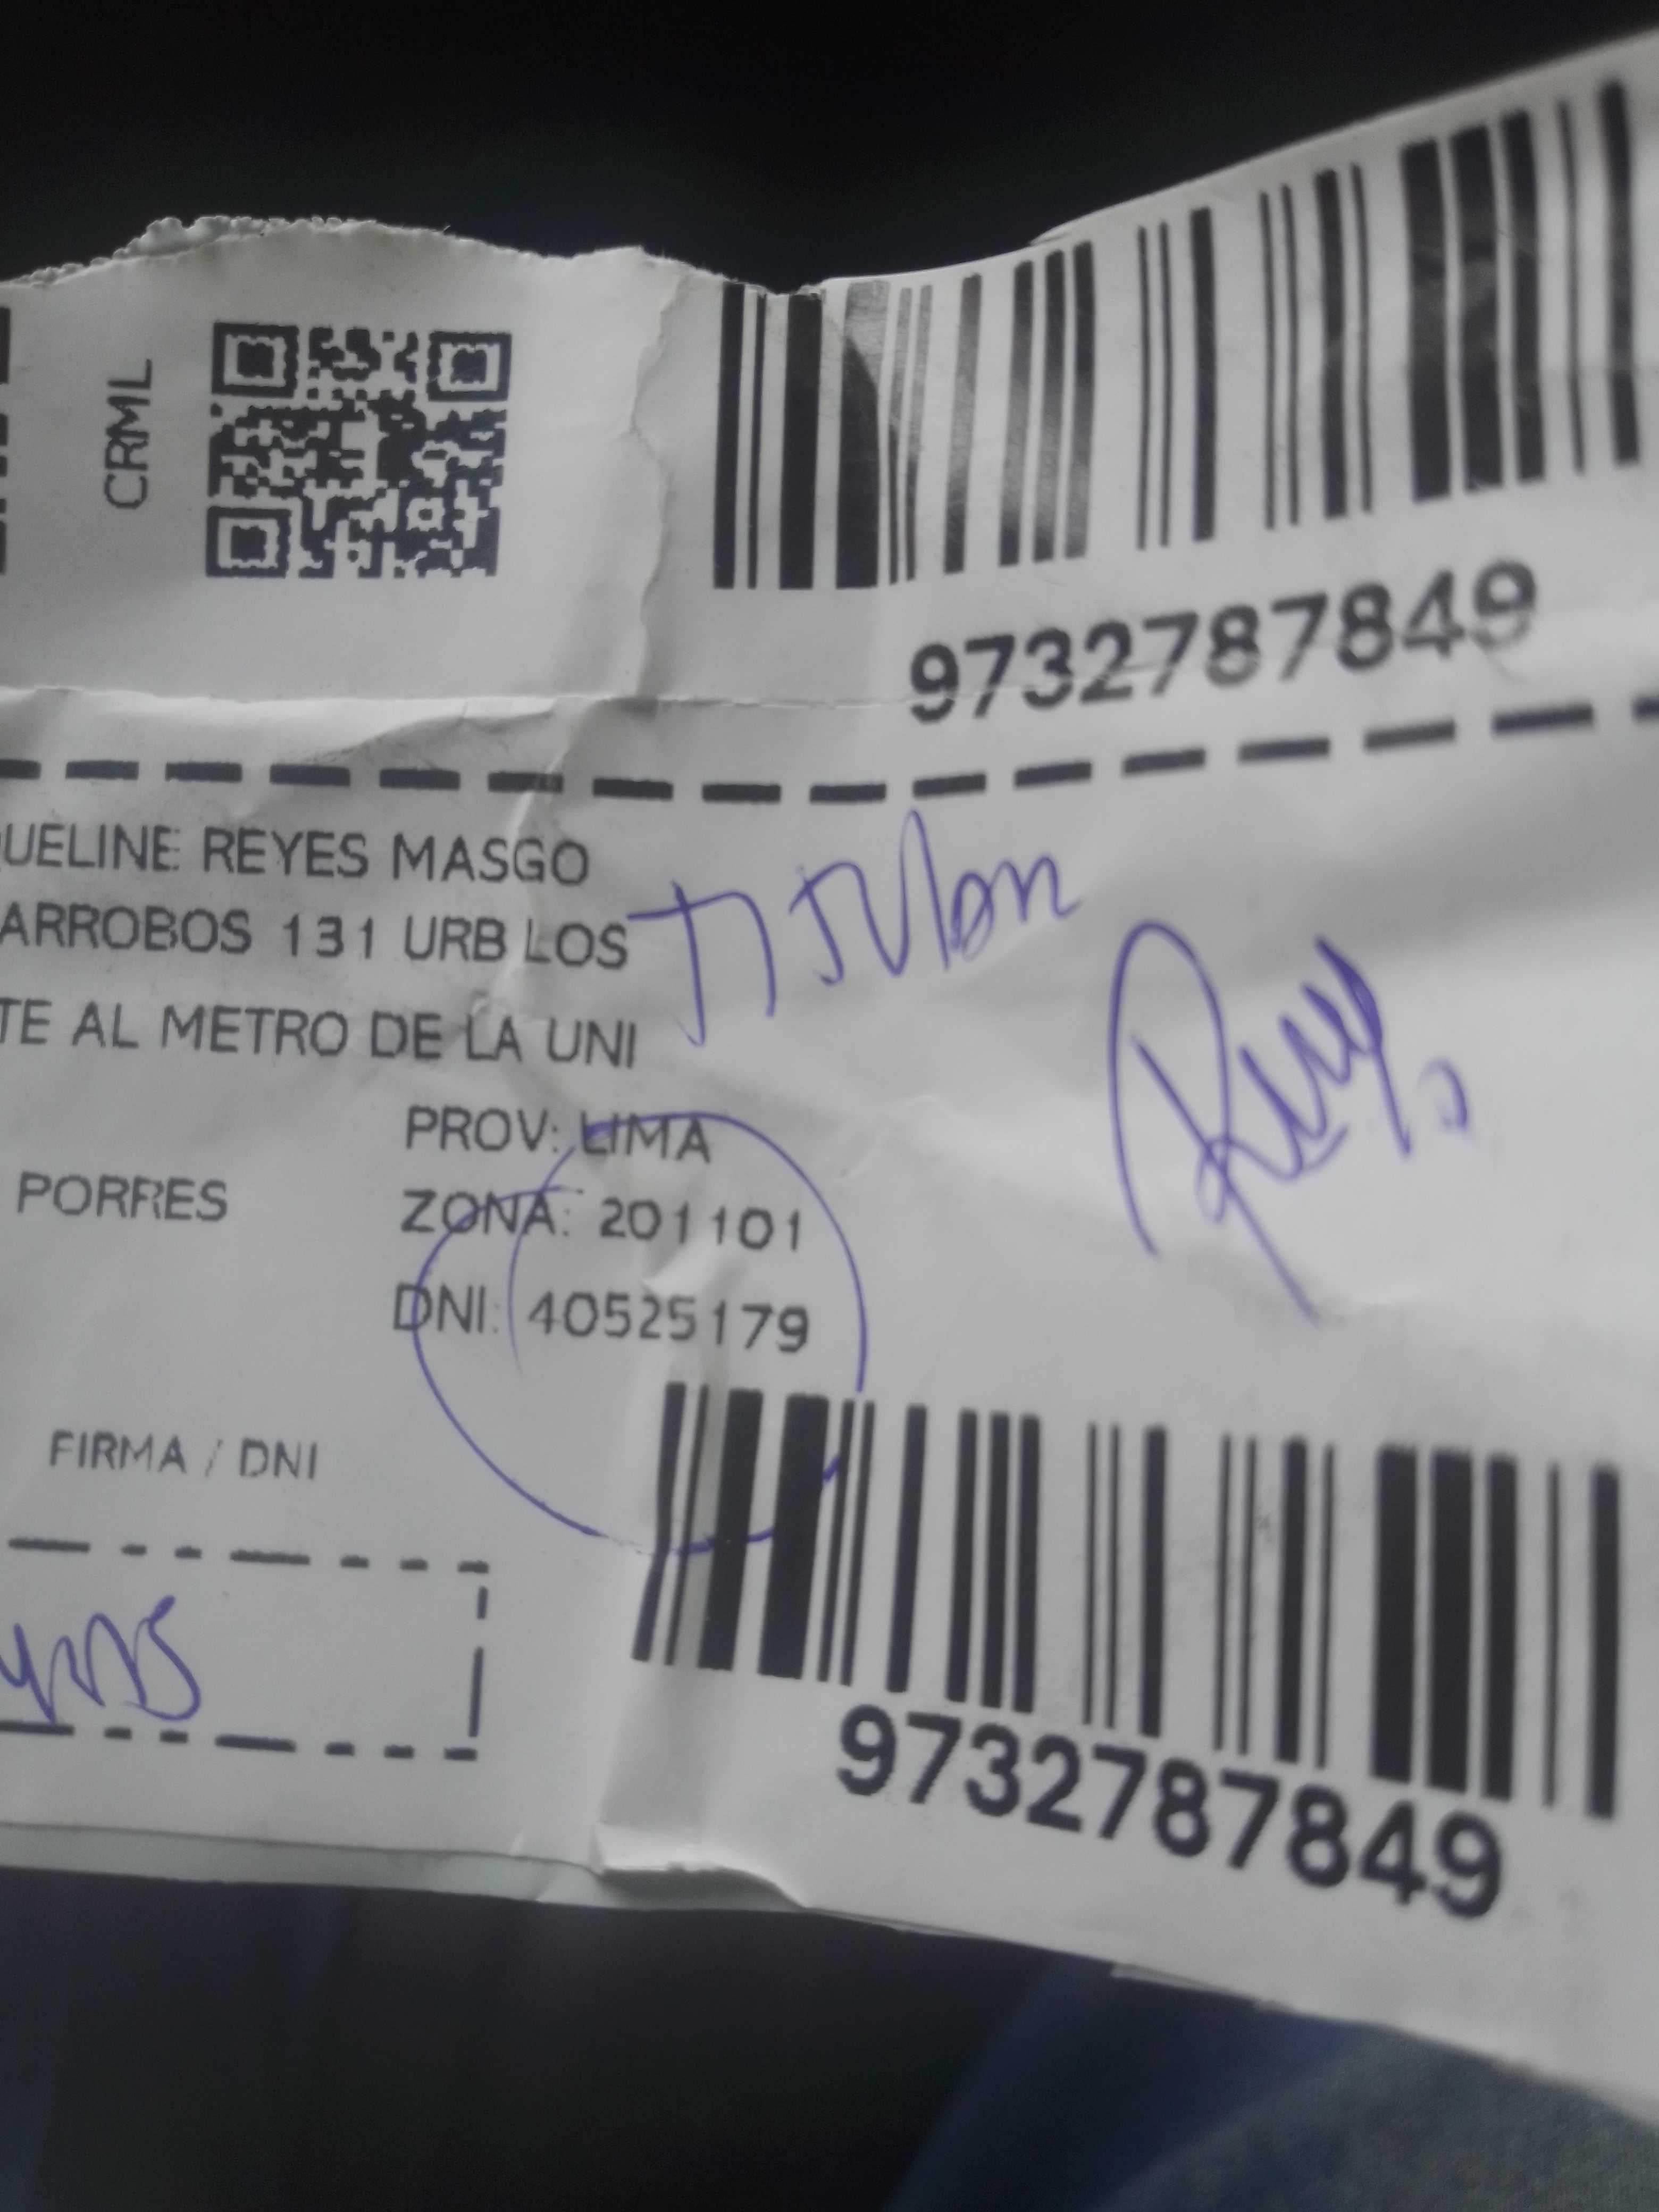 CRML
9732787849
UELINE REYES MASGO
ARROBOS 131 URB LOS
TE AL METRO DE LA UNI
PROV: LIMA
PORRES
ZONA: 201101
DNI: 40525179
FIRMA / DNI
9732787849